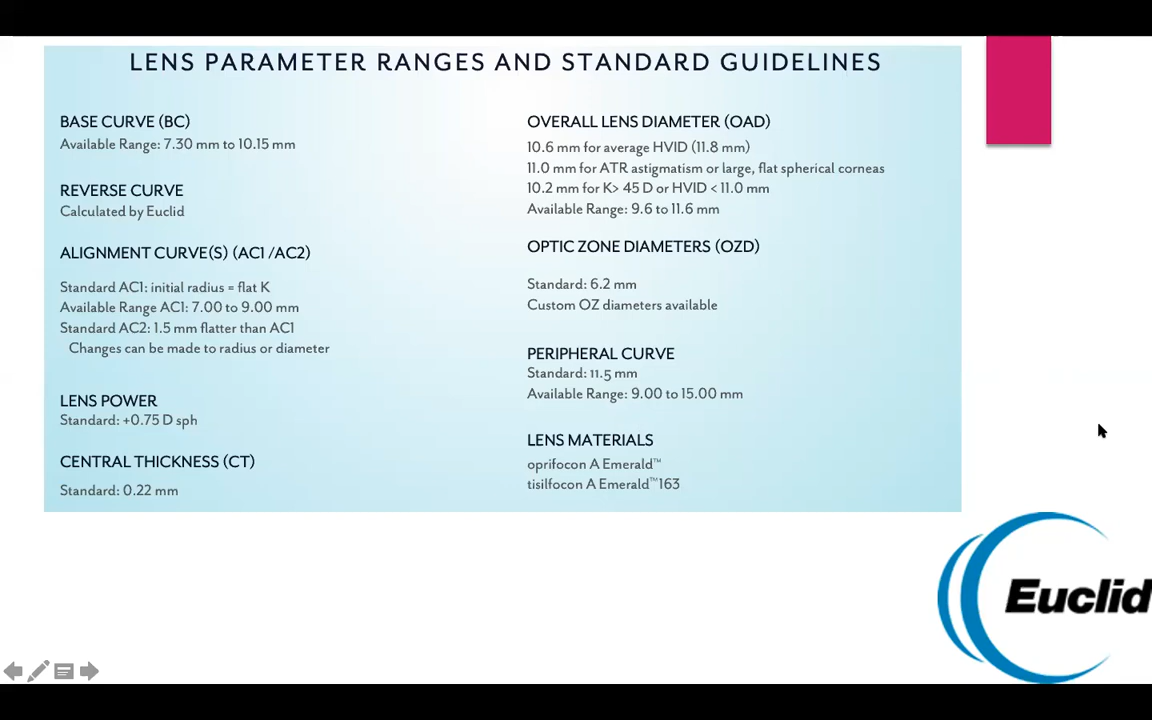 LENS PARAMETER RANGES AND STANDARD GUIDELINES
BASE CURVE (BC)
Available Range: 7.30 mm to 10.15 mm
REVERSE CURVE
Calculated by Euclid
ALIGNMENT CURVE(S) (AC1 /AC2)
Standard AC1: initial radius = flat K
Available Range AC1: 7.00 to 9.00 mm
Standard AC2: 1.5 mm flatter than AC1
Changes can be made to radius or diameter
LENS POWER
Standard: +0.75 D sph
CENTRAL THICKNESS (CT)
Standard: 0.22 mm
OVERALL LENS DIAMETER (OAD)
10.6 mm for average HVID (11.8 mm)
11.0 mm for ATR astigmatism or large, flat spherical corneas
10.2 mm for K> 45 D or HVID < 11.0 mm
Available Range: 9.6 to 11.6 mm
OPTIC ZONE DIAMETERS (OZD)
Standard: 6.2 mm
Custom OZ diameters available
PERIPHERAL CURVE
Standard: 11.5 mm
Available Range: 9.00 to 15.00 mm
LENS MATERIALS
oprifocon A Emerald™
tisilfocon A Emerald™163
Euclid